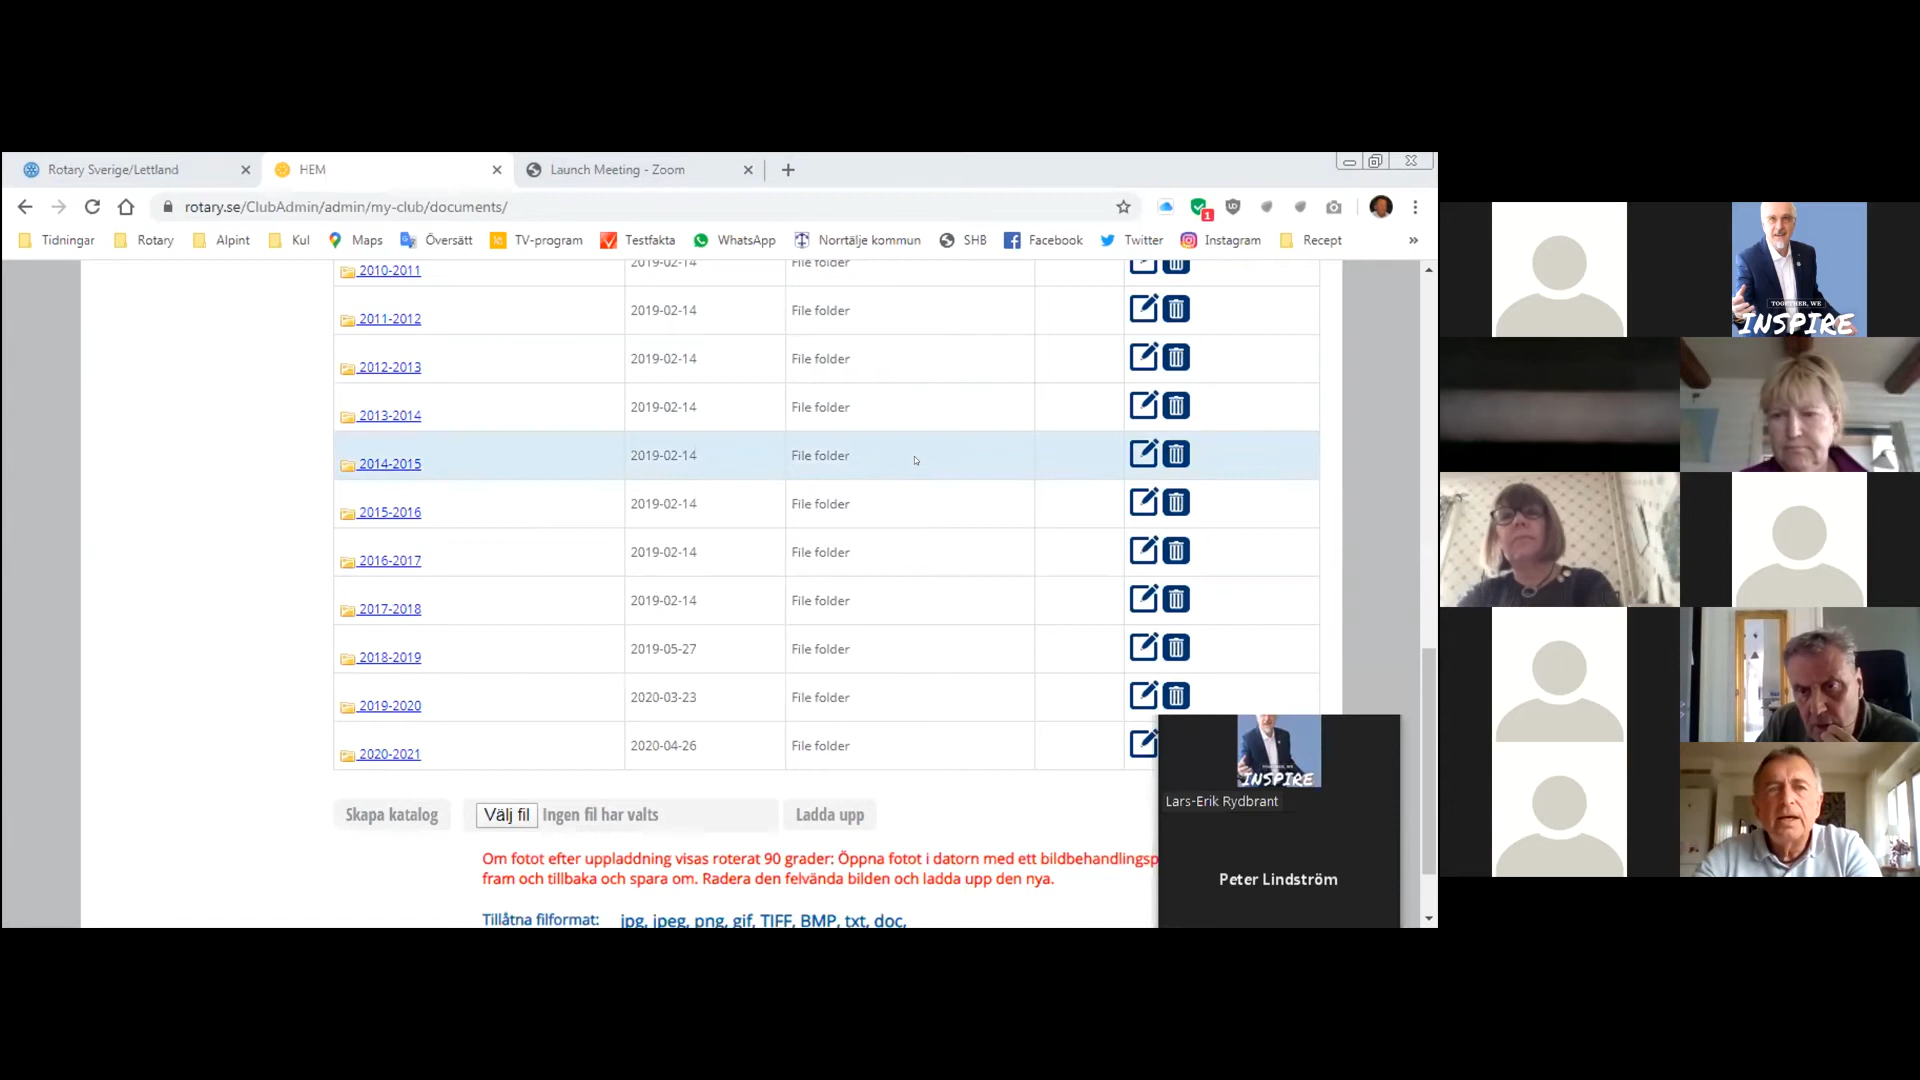 Rotary Sverige/Lettland
HEM
Launch Meeting - Zoom
rotary.se/ClubAdmin/admin/my-club/documents/
1
Tidningar Rotary Alpint Kul Maps Översätt TV-program Testfakta WhatsApp Norrtälje kommun SHB Facebook Twitter Instagram Recept »
2010-2011 2019-02-14 File folder
2011-2012 2019-02-14 File folder
2012-2013 2019-02-14 File folder
2013-2014 2019-02-14 File folder
2014-2015 2019-02-14 File folder
2015-2016 2019-02-14 File folder
2016-2017 2019-02-14 File folder
2017-2018 2019-02-14 File folder
2018-2019 2019-05-27 File folder
2019-2020 2020-03-23 File folder
2020-2021 2020-04-26 File folder
Skapa katalog Välj fil Ingen fil har valts Ladda upp
Om fotot efter uppladdning visas roterat 90 grader: Öppna fotot i datorn med ett bildbehandlingsp
fram och tillbaka och spara om. Radera den felvända bilden och ladda upp den nya.
Tillåtna filformat: jpg, jpeg, png, gif, TIFF, BMP, txt, doc,
INSPIRE
Lars-Erik Rydbrant
Peter Lindström
TOGETHER, WE
INSPIRE